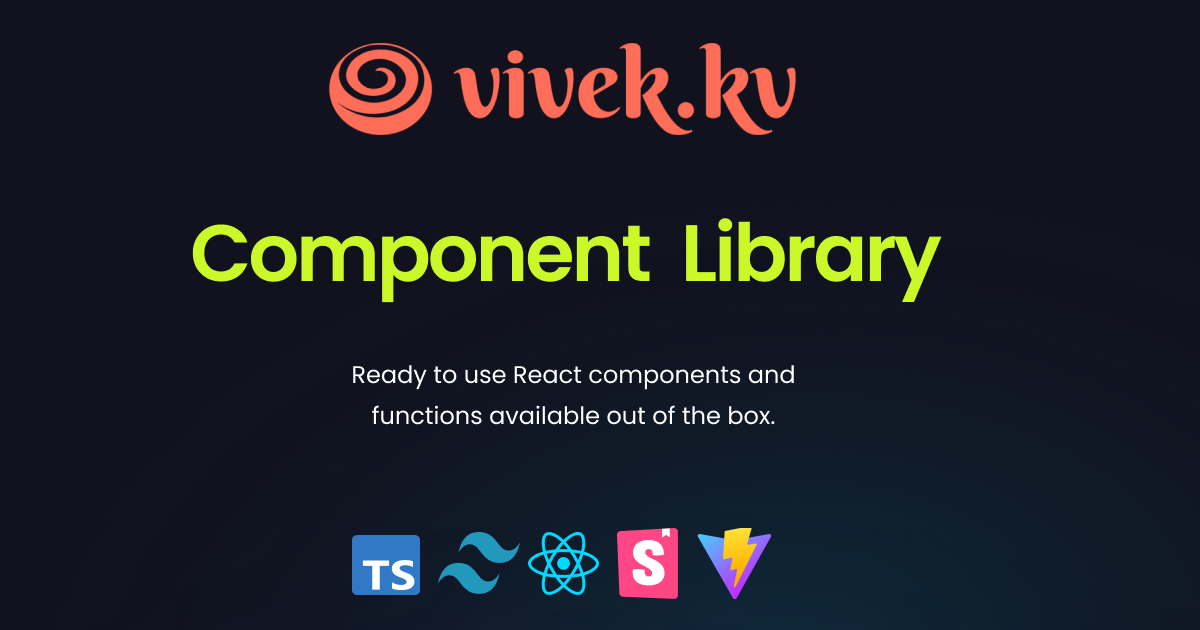 vivek.kv
Component Library
Ready to use React components and
functions available out of the box.
TS S